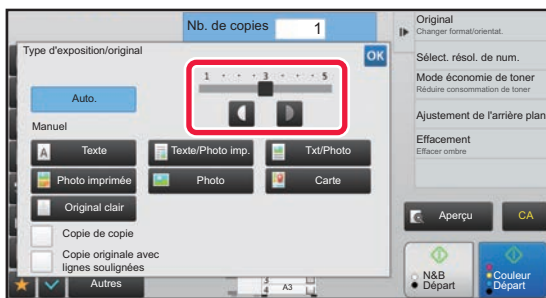 Nb. de copies 1
Type d'exposition/original
OK
1 · · · 3 · · · 5
Auto.
Manuel
A Texte
Texte/Photo imp.
Txt/Photo
Photo imprimée
Photo
Carte
Original clair
Copie de copie
Copie originale avec
lignes soulignées
Autres
A3
Original
Changer format/orientat.
Sélect. résol. de num.
Mode économie de toner
Réduire consommation de toner
Ajustement de l'arrière plan
Effacement
Effacer ombre
Aperçu
CA
N&B
Départ
Couleur
Départ